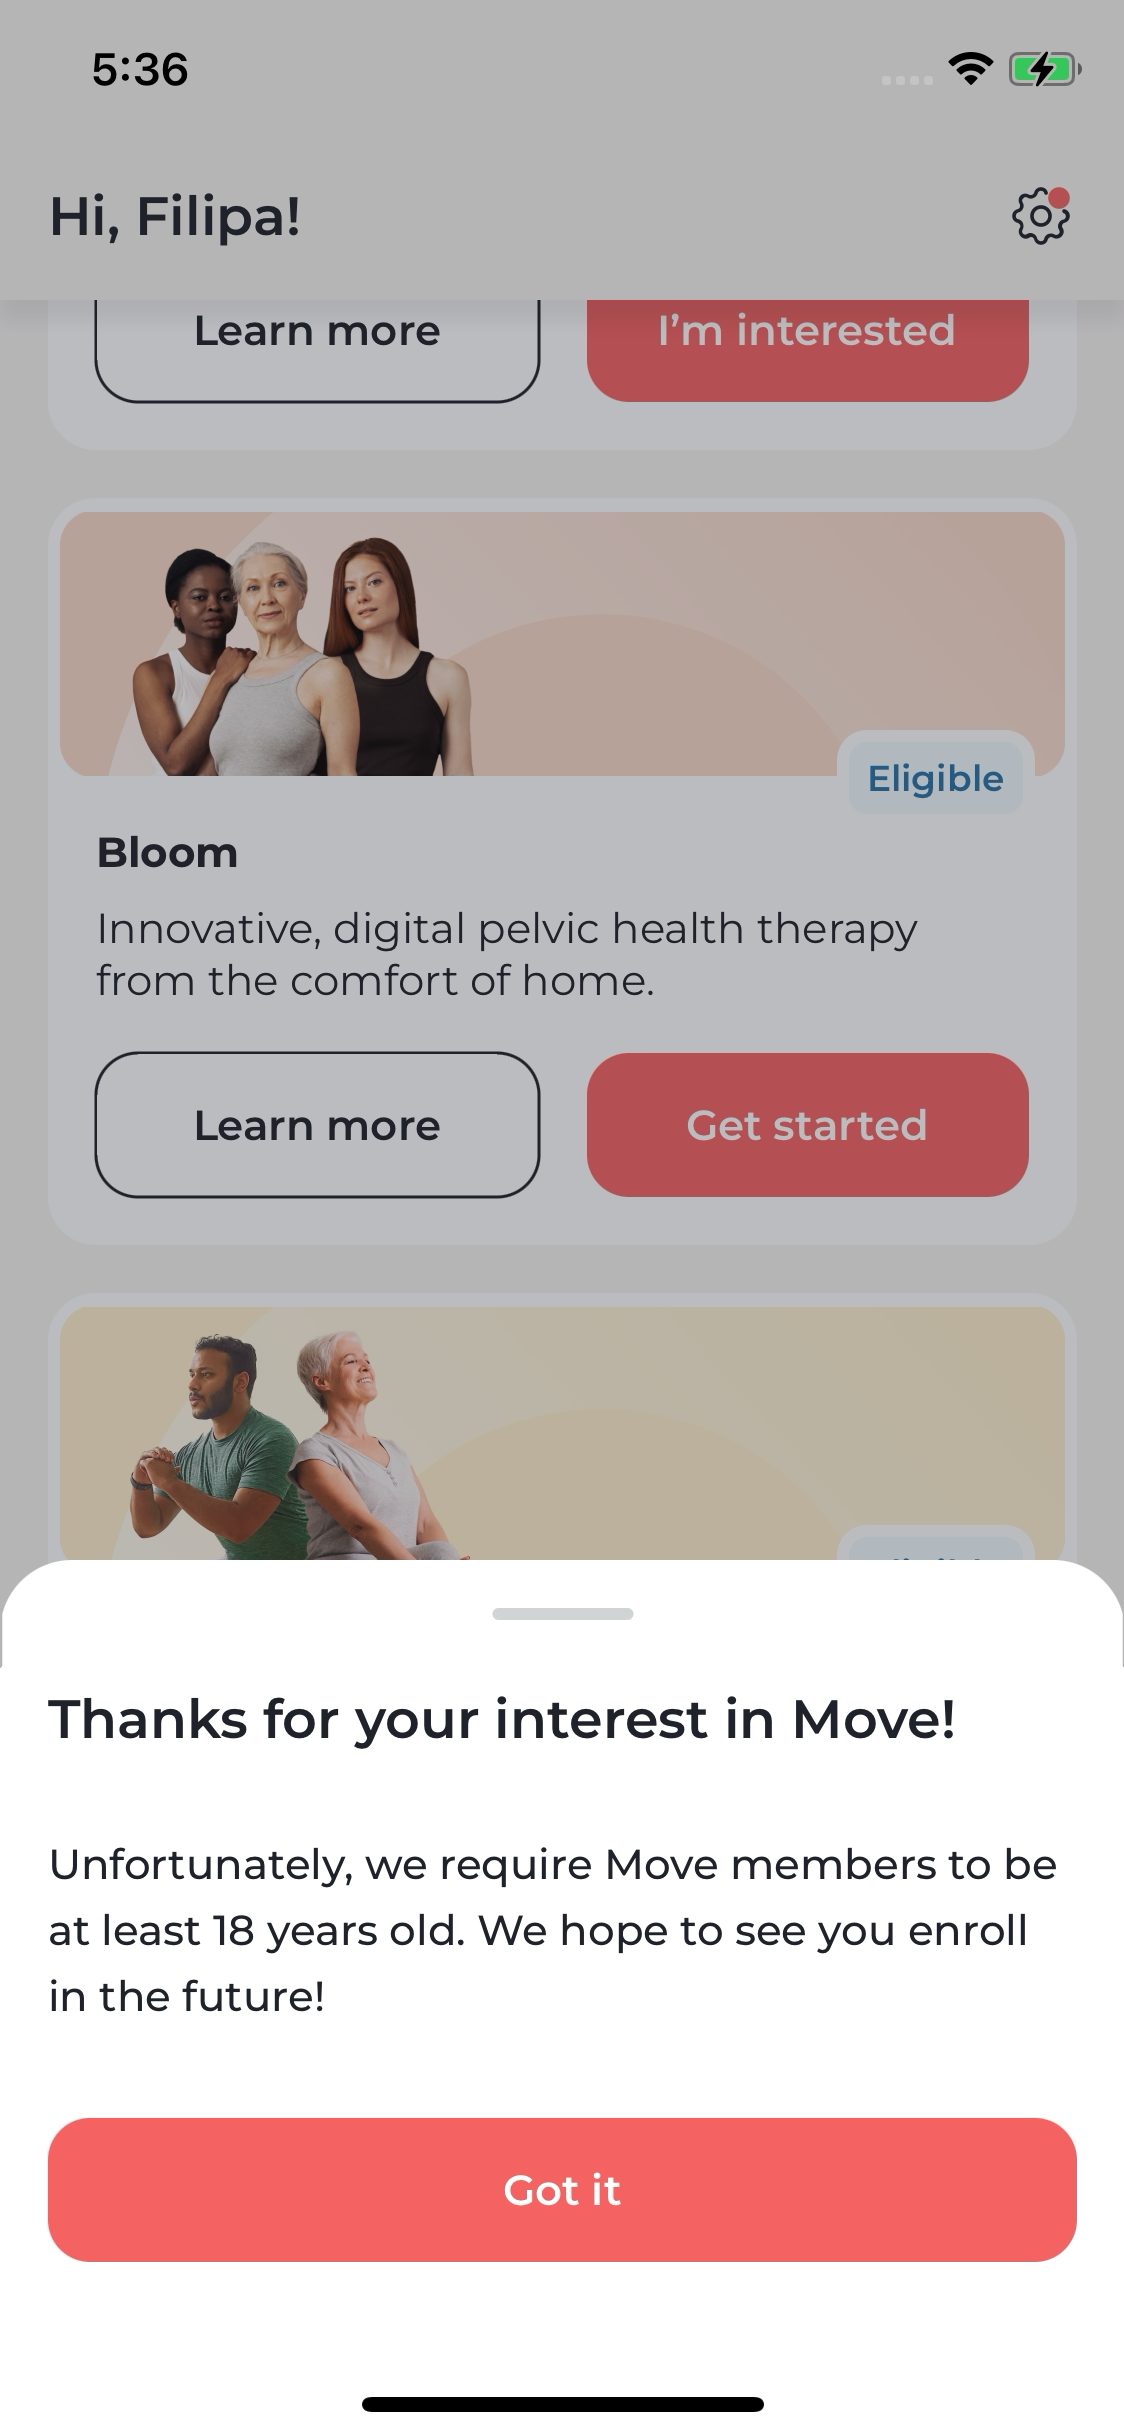 5:36
Hi, Filipa!
Learn more
I’m interested
Eligible
Bloom
Innovative, digital pelvic health therapy
from the comfort of home.
Learn more
Get started
Thanks for your interest in Move!
Unfortunately, we require Move members to be
at least 18 years old. We hope to see you enroll
in the future!
Got it